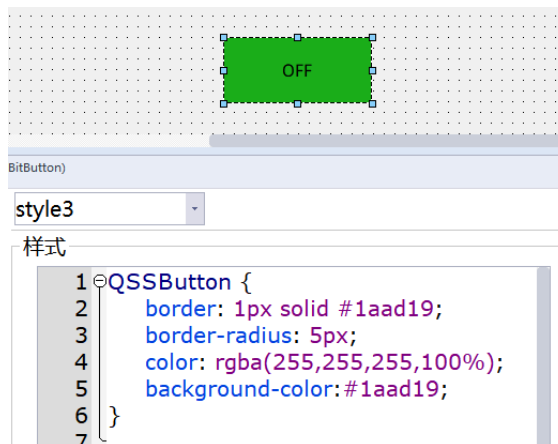 OFF
BitButton)
style3
样式
1 QSSButton {
2 border: 1px solid #1aad19;
3 border-radius: 5px;
4 color: rgba(255,255,255,100%);
5 background-color:#1aad19;
6 }
7